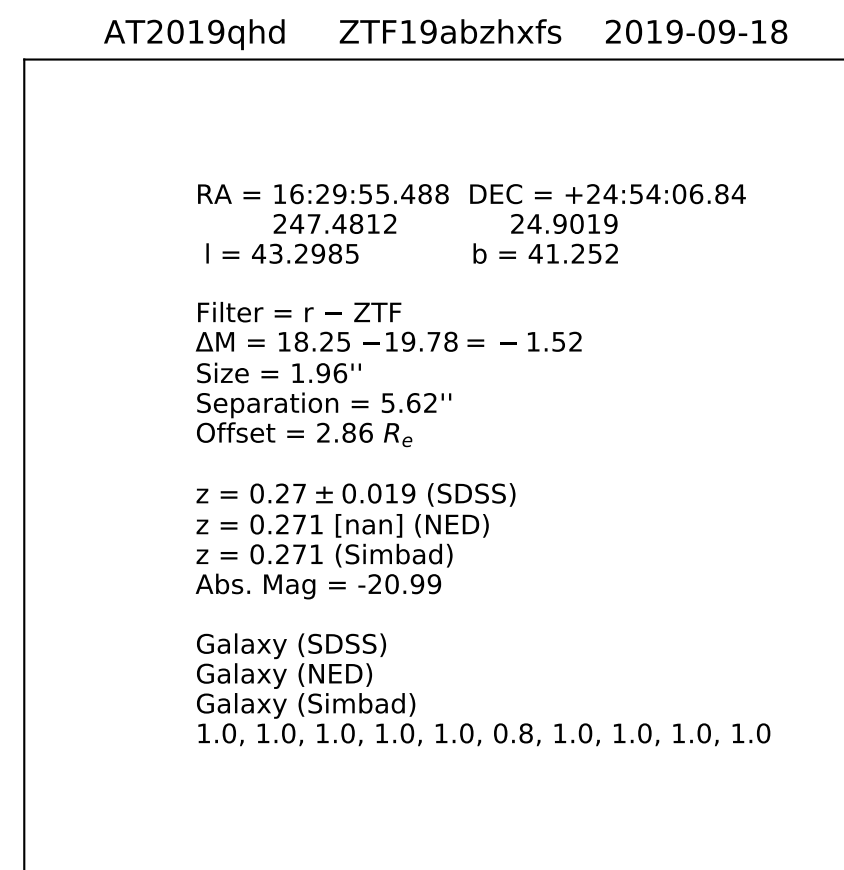 AT2019qhd ZTF19abzhxfs 2019-09-18
RA = 16:29:55.488 DEC = +24:54:06.84
247.4812 24.9019
l = 43.2985 b = 41.252
Filter = r − ZTF
ΔM = 18.25 −19.78 = − 1.52
Size = 1.96''
Separation = 5.62''
Offset = 2.86 Rₑ
z = 0.27 ± 0.019 (SDSS)
z = 0.271 [nan] (NED)
z = 0.271 (Simbad)
Abs. Mag = -20.99
Galaxy (SDSS)
Galaxy (NED)
Galaxy (Simbad)
1.0, 1.0, 1.0, 1.0, 1.0, 0.8, 1.0, 1.0, 1.0, 1.0